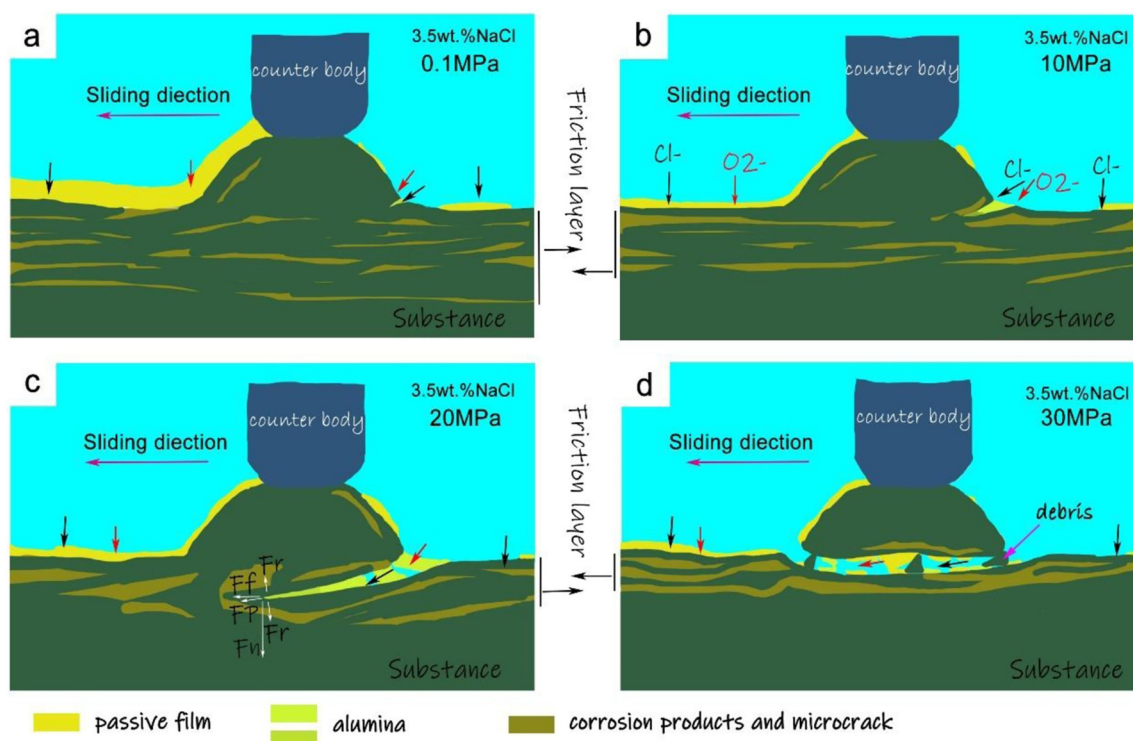 a
3.5wt.%NaCl
0.1MPa
counter body
Sliding diection
Substance
Friction layer
b
3.5wt.%NaCl
10MPa
counter body
Sliding diection
Cl-
O2-
Cl-
O2-
Cl-
Substance
c
3.5wt.%NaCl
20MPa
counter body
Sliding diection
Fr
Ff
FP
Fr
Fn
Substance
Friction layer
d
3.5wt.%NaCl
30MPa
counter body
Sliding diection
debris
Substance
passive film
alumina
corrosion products and microcrack